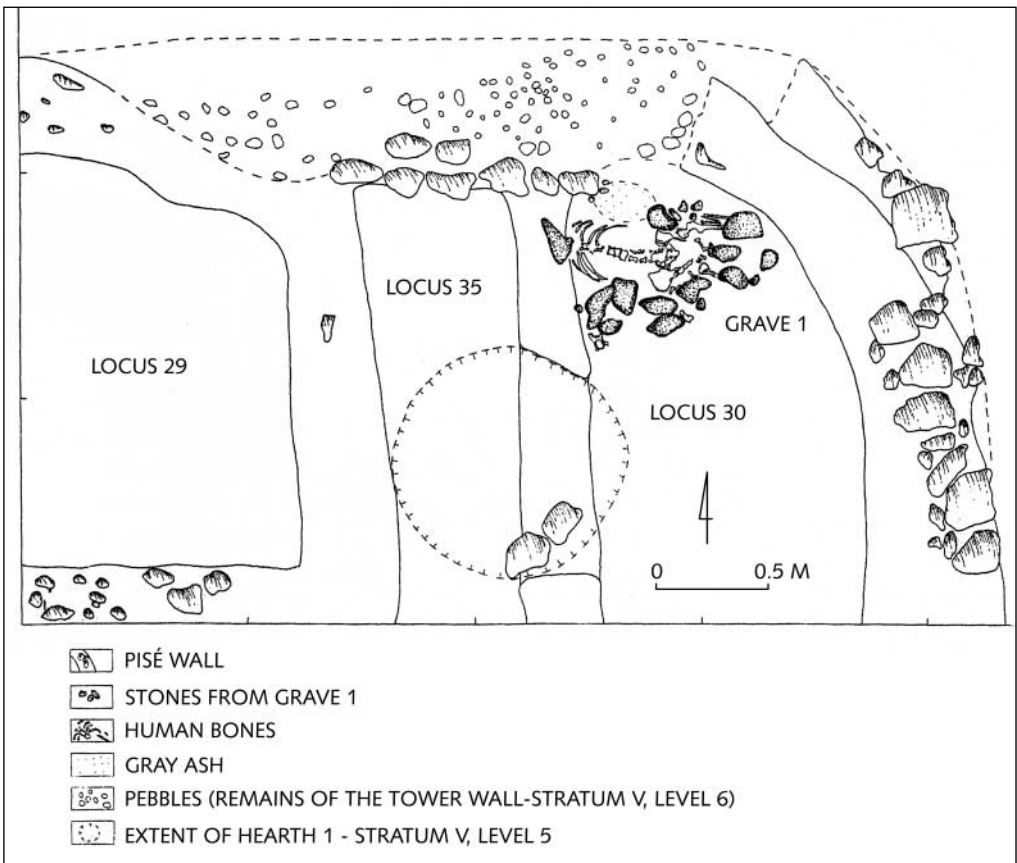 LOCUS 35
GRAVE 1
LOCUS 29
LOCUS 30
0 0.5 M
PISÉ WALL
STONES FROM GRAVE 1
HUMAN BONES
GRAY ASH
PEBBLES (REMAINS OF THE TOWER WALL-STRATUM V, LEVEL 6)
EXTENT OF HEARTH 1 - STRATUM V, LEVEL 5